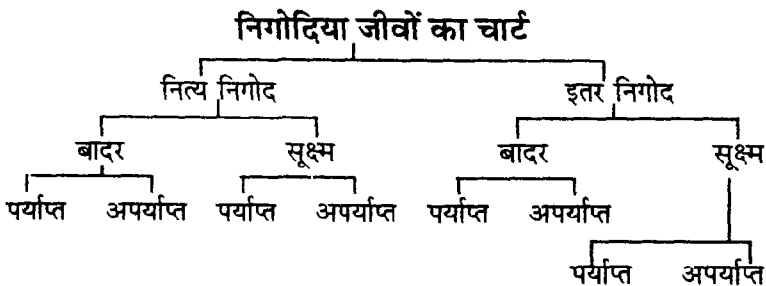 निगोदिया जीवों का चार्ट
नित्य निगोद इतर निगोद
बादर सूक्ष्म बादर सूक्ष्म
पर्याप्त अपर्याप्त पर्याप्त अपर्याप्त पर्याप्त अपर्याप्त
पर्याप्त अपर्याप्त